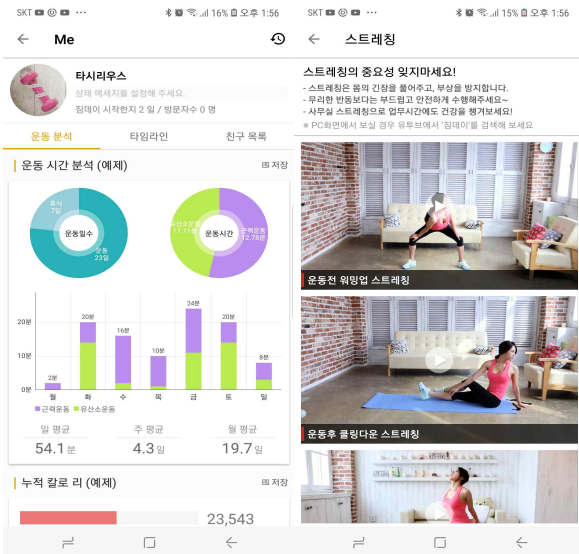 SKT ··· 16% 오후 1:56
← Me
타시리우스
상태 메세지를 설정해 주세요.
짐데이 시작한지 2 일 / 방문자수 0 명
운동 분석 타임라인 친구 목록
운동 시간 분석 (예제) 저장
휴식
7일
운동일수
운동
23일
유산소운동
11.11분
운동시간
근력운동
12.78분
20분
10분
0분
2분
20분
16분
10분
24분
20분
8분
월 화 수 목 금 토 일
근력운동 유산소운동
일 평균 주 평균 월 평균
54.1 분 4.3 일 19.7 일
누적 칼로 리 (예제) 저장
23,543
SKT ··· 15% 오후 1:56
← 스트레칭
스트레칭의 중요성 잊지마세요!
- 스트레칭은 몸의 긴장을 풀어주고, 부상을 방지합니다.
- 무리한 반동보다는 부드럽고 안전하게 수행해주세요~
- 사무실 스트레칭으로 업무시간에도 건강을 챙겨보세요!
※ PC화면에서 보실 경우 유투브에서 '짐데이'를 검색해 보세요
운동전 워밍업 스트레칭
운동후 쿨링다운 스트레칭